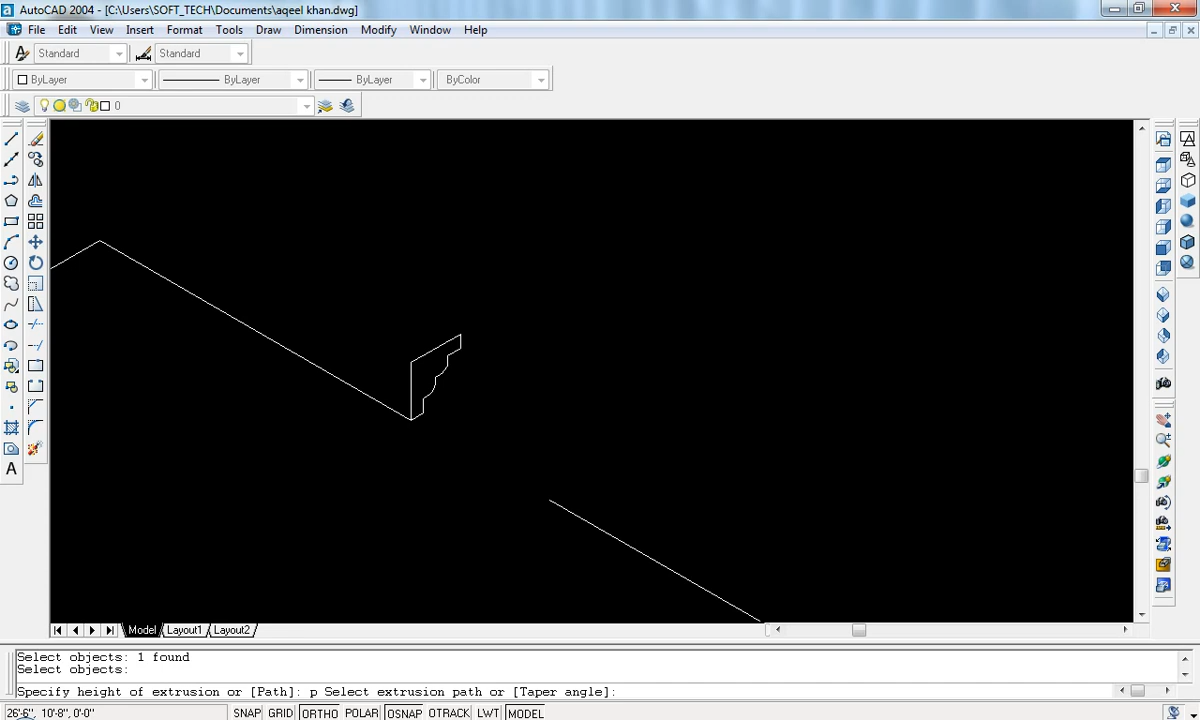 AutoCAD 2004 - [C:\Users\SOFT_TECH\Documents\aqeel khan.dwg]
File Edit View Insert Format Tools Draw Dimension Modify Window Help
Standard Standard
ByLayer ByLayer ByLayer ByColor
0
A
Model Layout1 Layout2
Select objects: 1 found
Select objects:
Specify height of extrusion or [Path]: p Select extrusion path or [Taper angle]:
26'-6", 10'-8", 0'-0" SNAP GRID ORTHO POLAR OSNAP OTRACK LWT MODEL